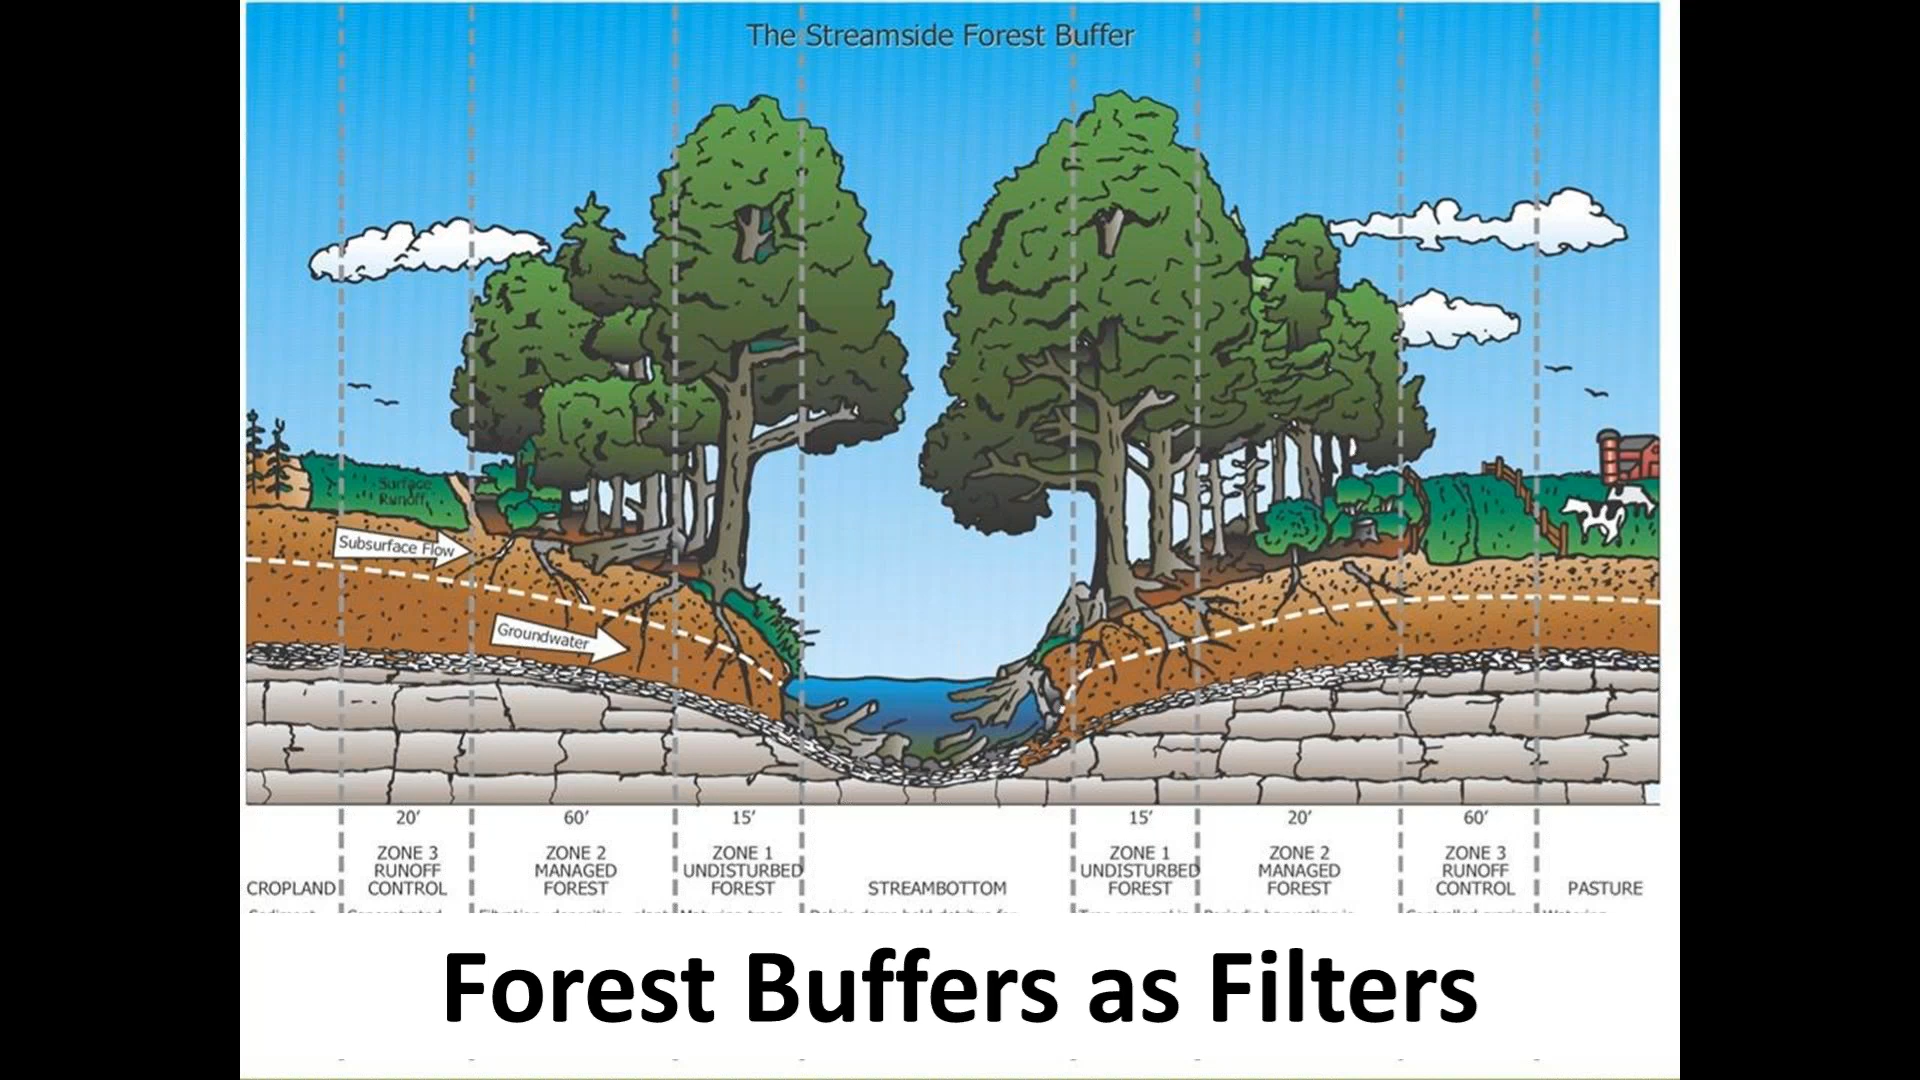 The Streamside Forest Buffer
Surface
Runoff
Subsurface Flow
Groundwater
20’ 60’ 15’ 15’ 20’ 60’
CROPLAND
ZONE 3
RUNOFF
CONTROL
ZONE 2
MANAGED
FOREST
ZONE 1
UNDISTURBED
FOREST
STREAMBOTTOM
ZONE 1
UNDISTURBED
FOREST
ZONE 2
MANAGED
FOREST
ZONE 3
RUNOFF
CONTROL
PASTURE
Forest Buffers as Filters